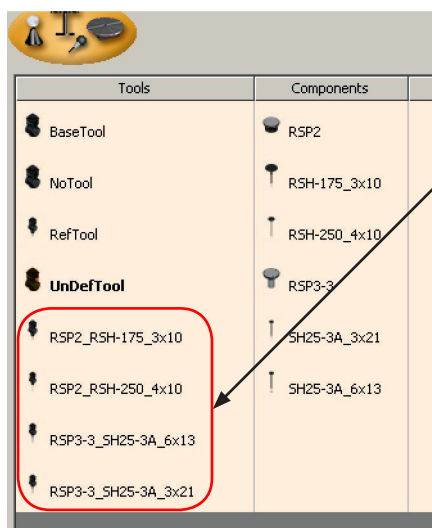 Tools Components
BaseTool RSP2
NoTool RSH-175_3x10
RefTool RSH-250_4x10
UnDefTool RSP3-3
RSP2_RSH-175_3x10 SH25-3A_3x21
RSP2_RSH-250_4x10 SH25-3A_6x13
RSP3-3_SH25-3A_6x13
RSP3-3_SH25-3A_3x21